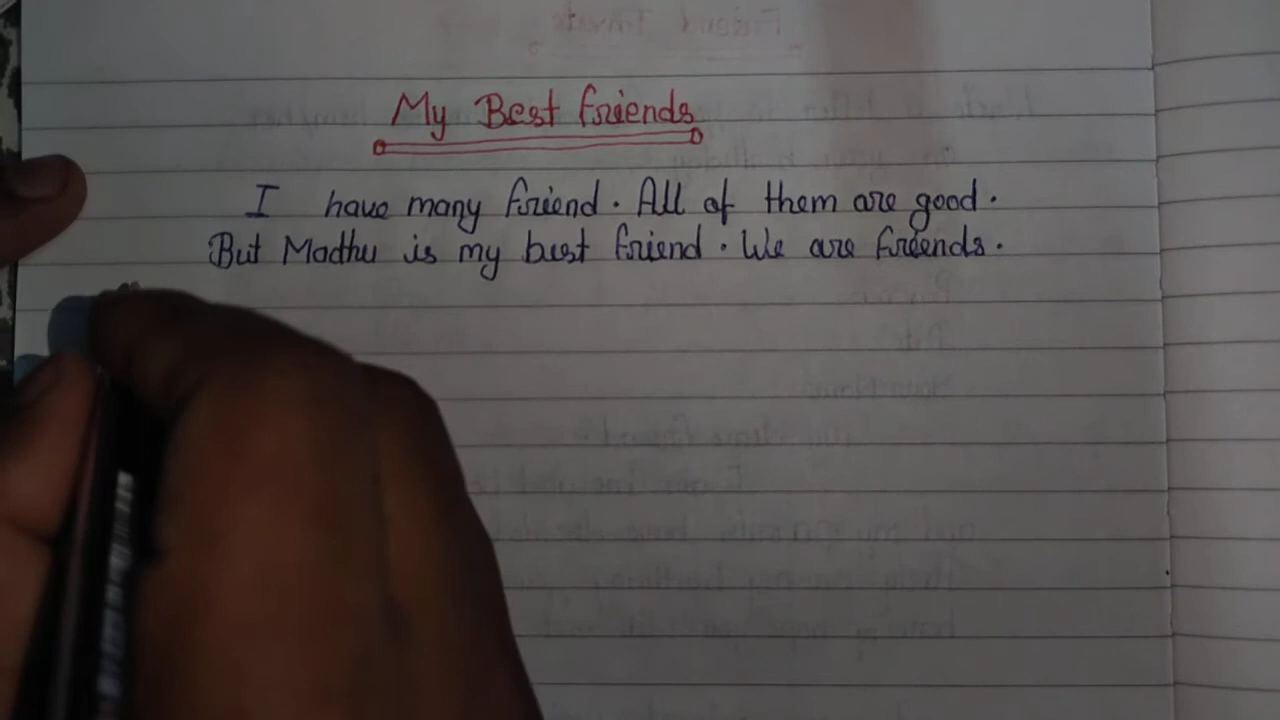 My Best friends
I have many friend. All of them are good.
But Madhu is my best friend. We are friends.